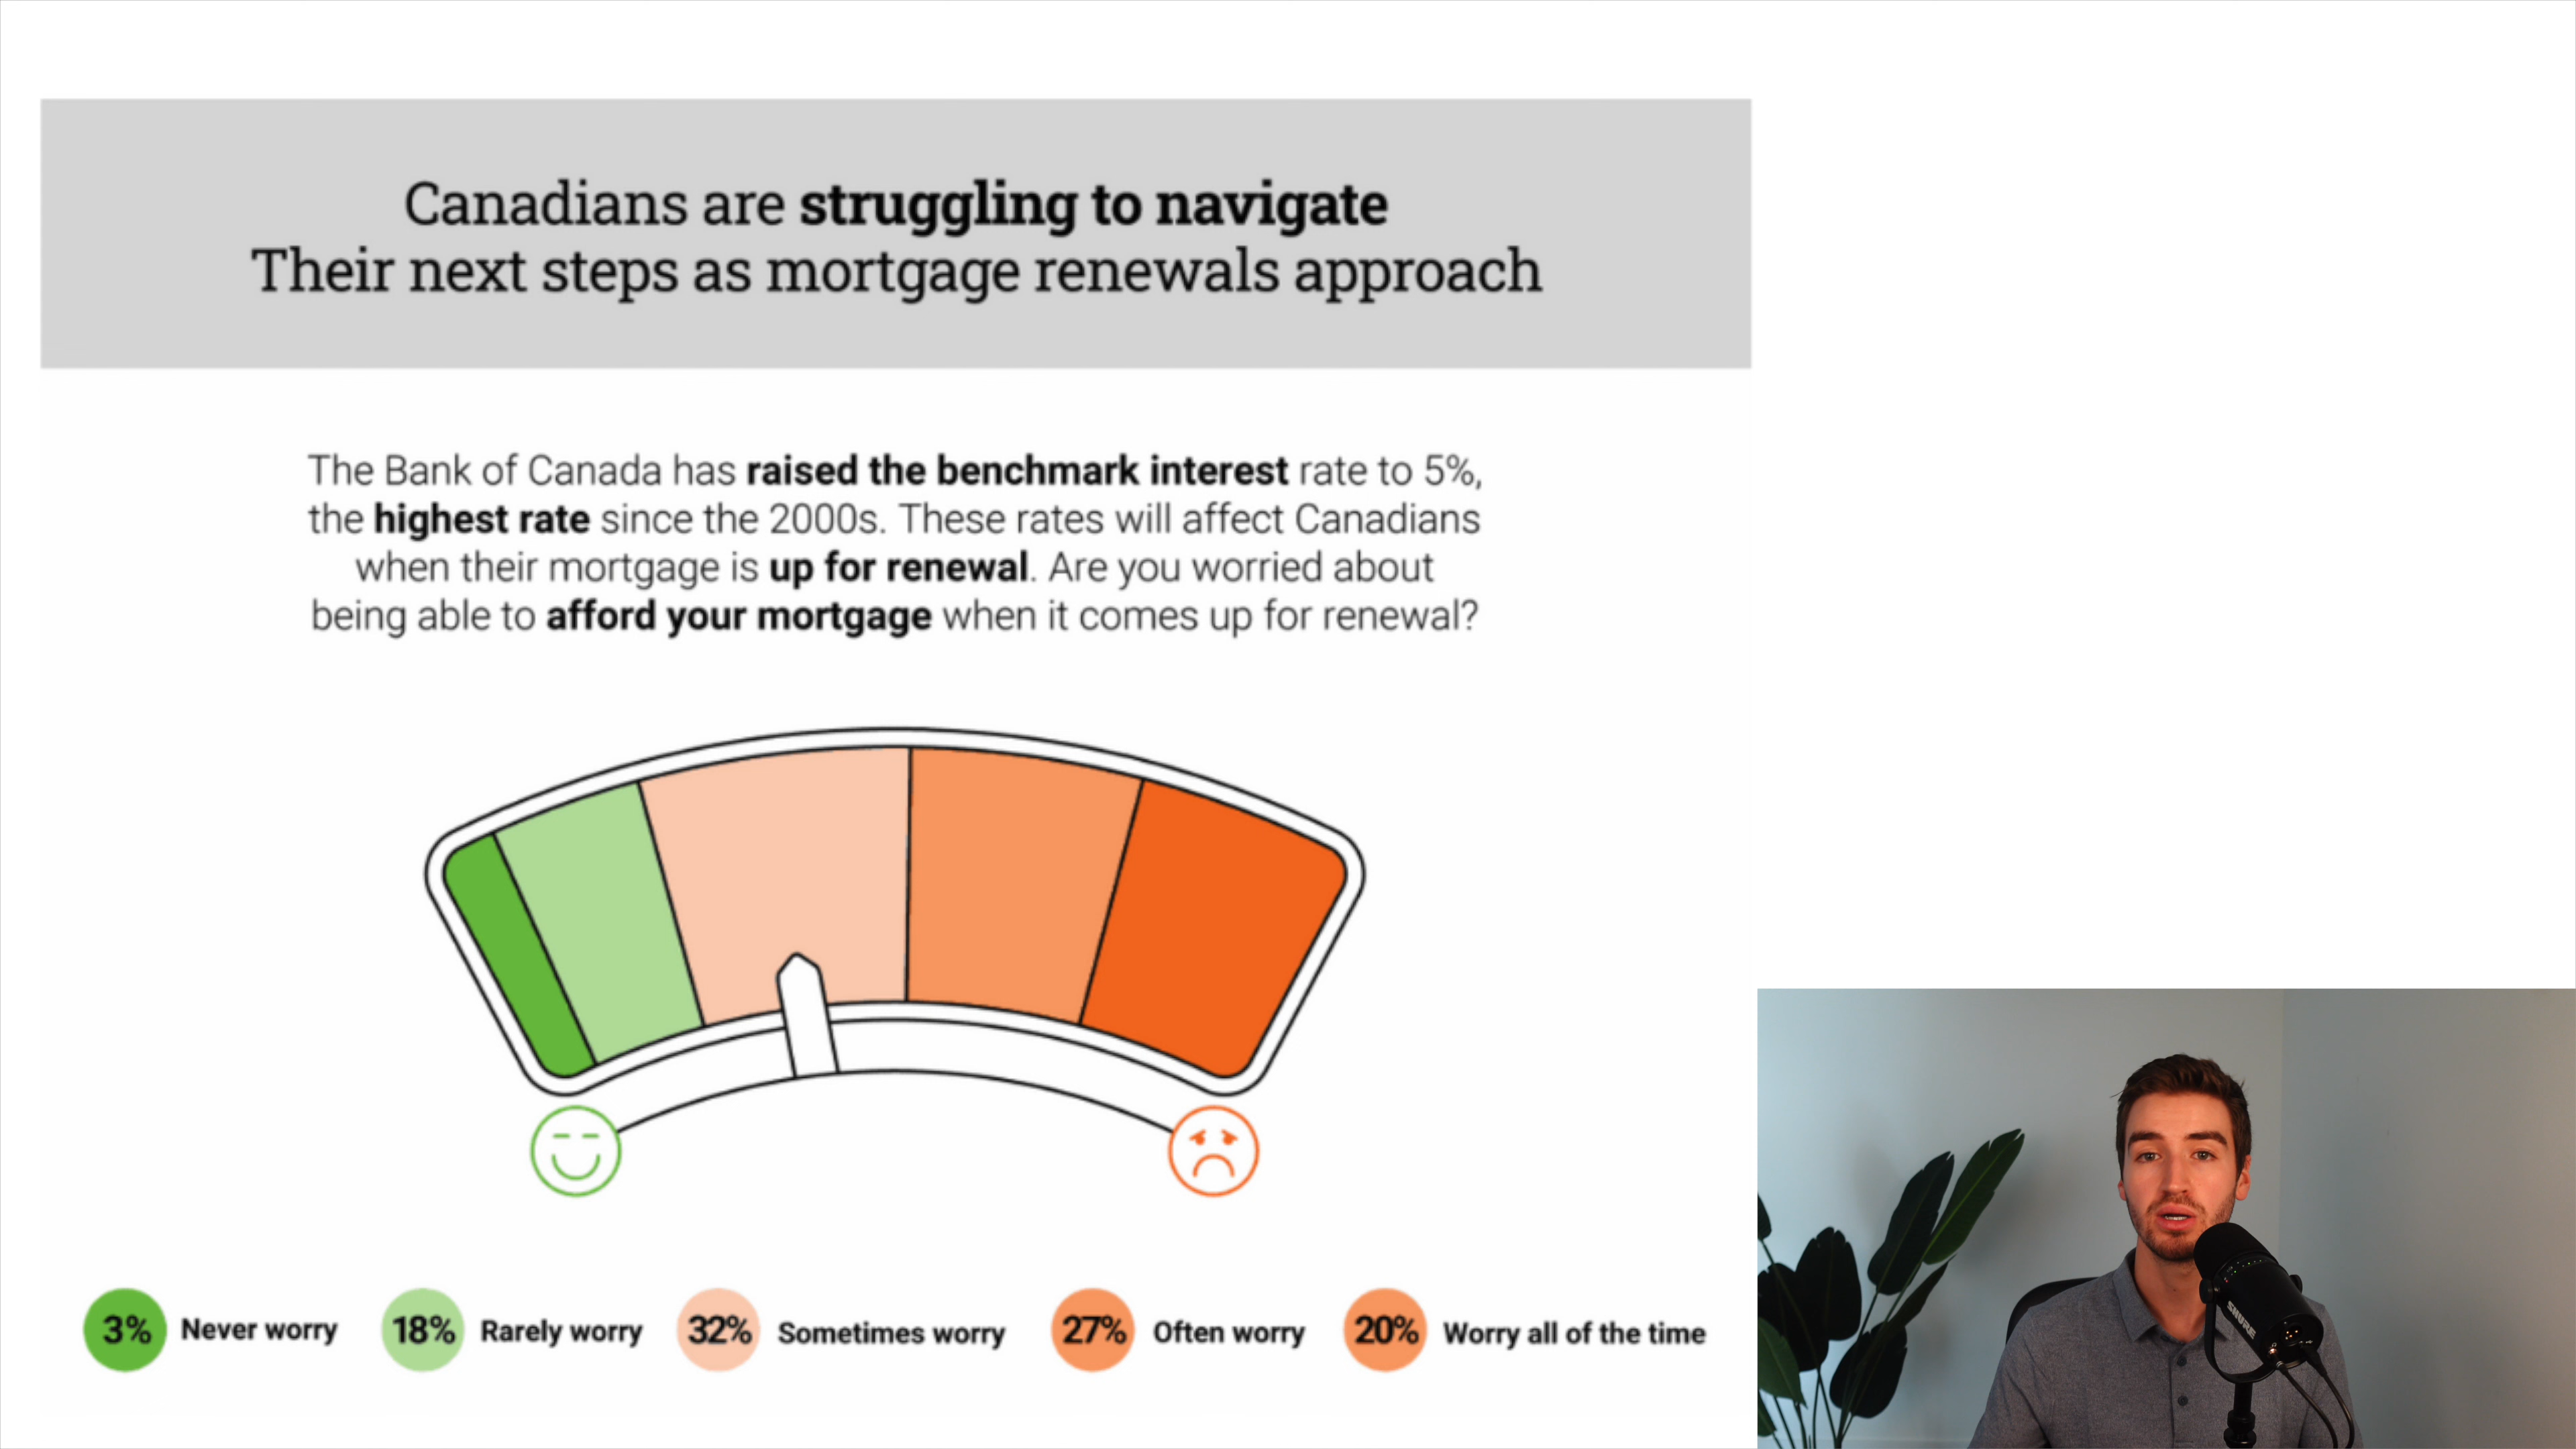 Canadians are struggling to navigate
Their next steps as mortgage renewals approach
The Bank of Canada has raised the benchmark interest rate to 5%,
the highest rate since the 2000s. These rates will affect Canadians
when their mortgage is up for renewal. Are you worried about
being able to afford your mortgage when it comes up for renewal?
3% Never worry 18% Rarely worry 32% Sometimes worry 27% Often worry 20% Worry all of the time
SHURE